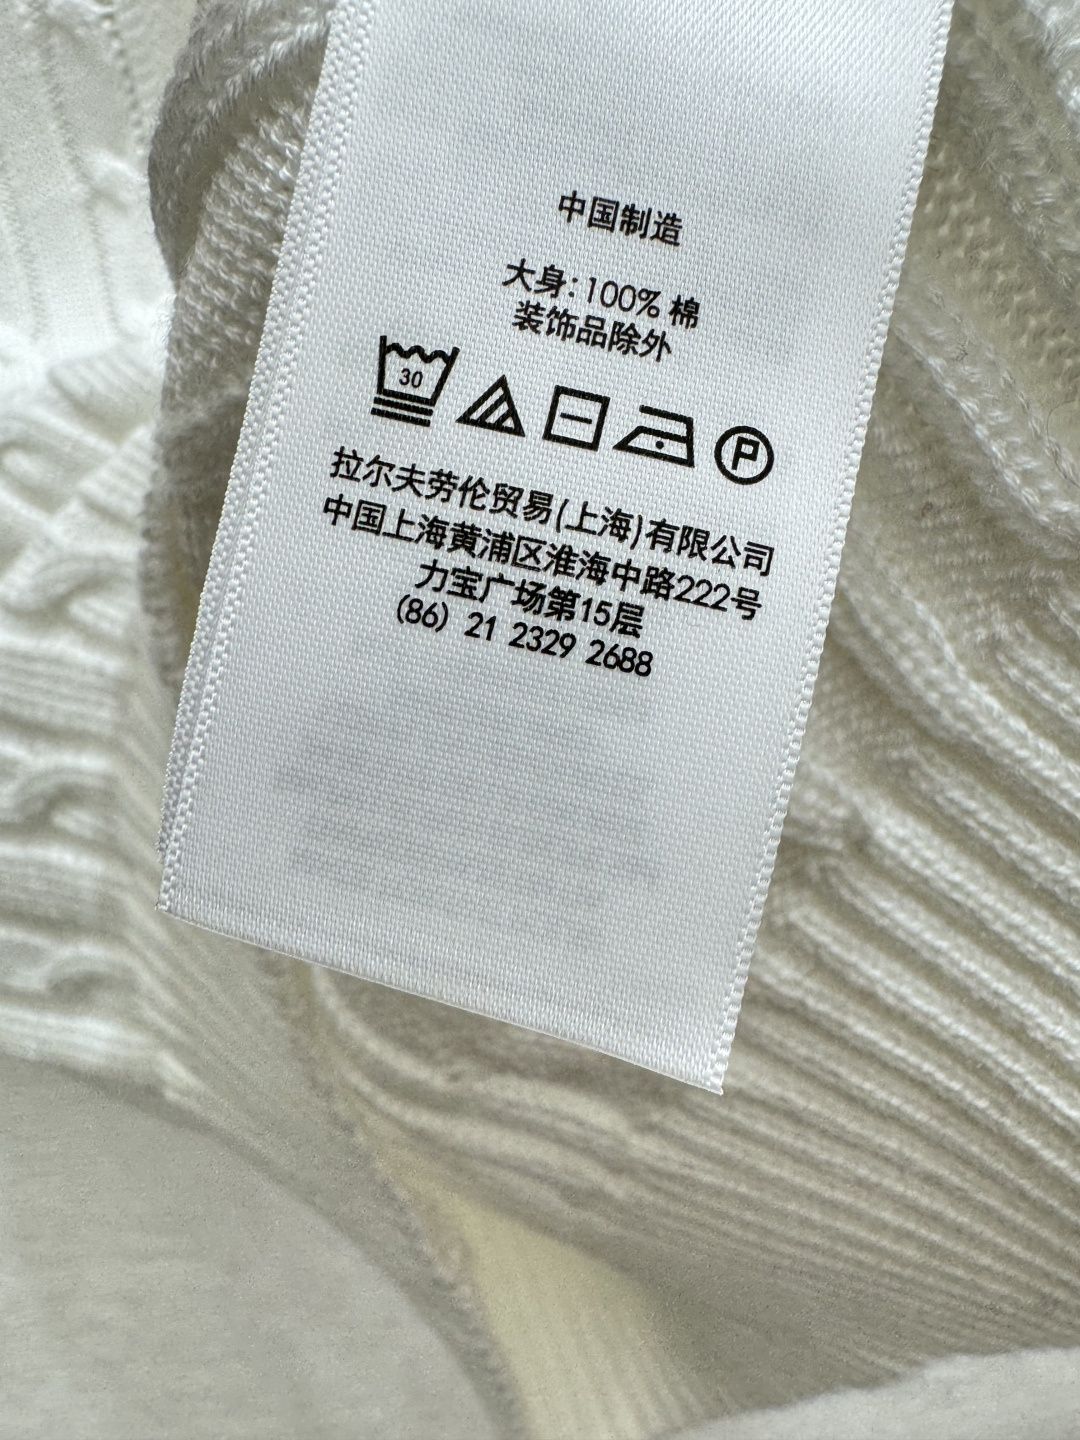 中国制造
大身: 100% 棉
装饰品除外
30
P
拉尔夫劳伦贸易(上海)有限公司
中国上海黄浦区淮海中路222号
力宝广场第15层
(86) 21 2329 2688